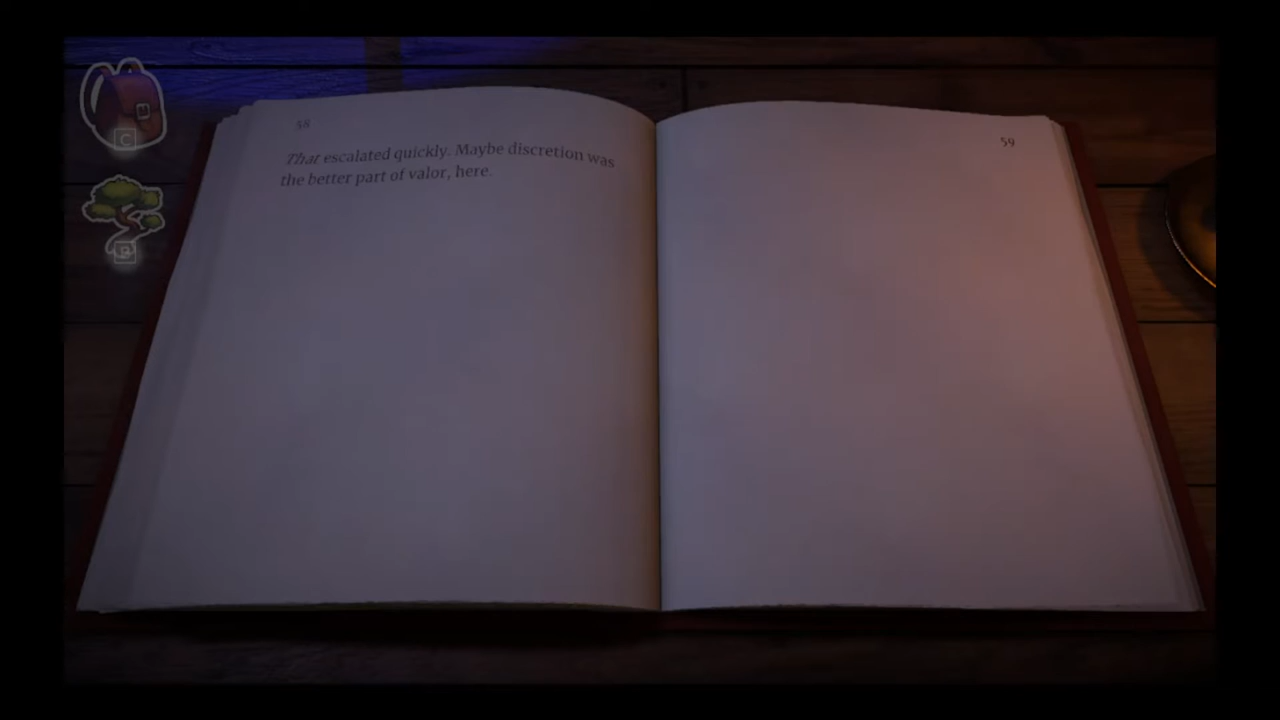 C
B
58
That escalated quickly. Maybe discretion was
the better part of valor, here.
59